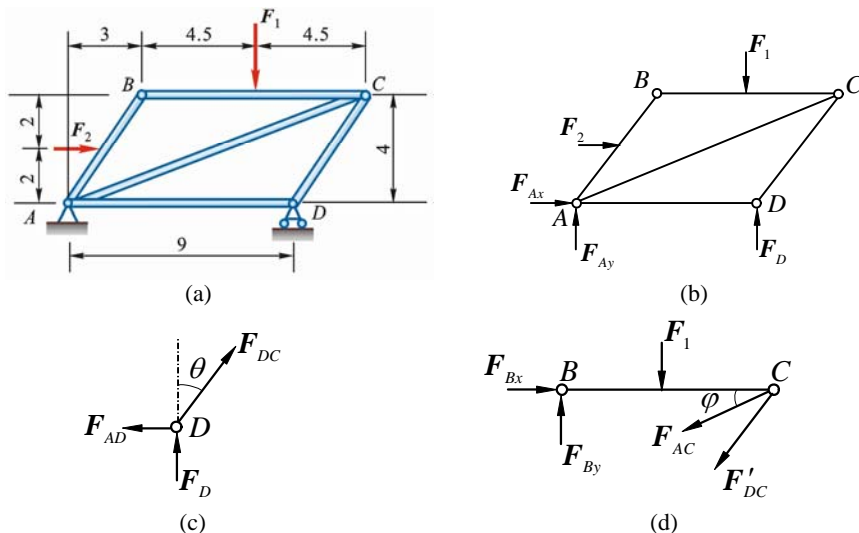 F1
3 4.5 4.5
B C
2
F2
2
4
A D
9
(a)
F1
B C
F2
FAx
A D
FAy FD
(b)
FDC
θ
FAD D
FD
(c)
F1
FBx B C
φ
FAC
FBy
F′DC
(d)